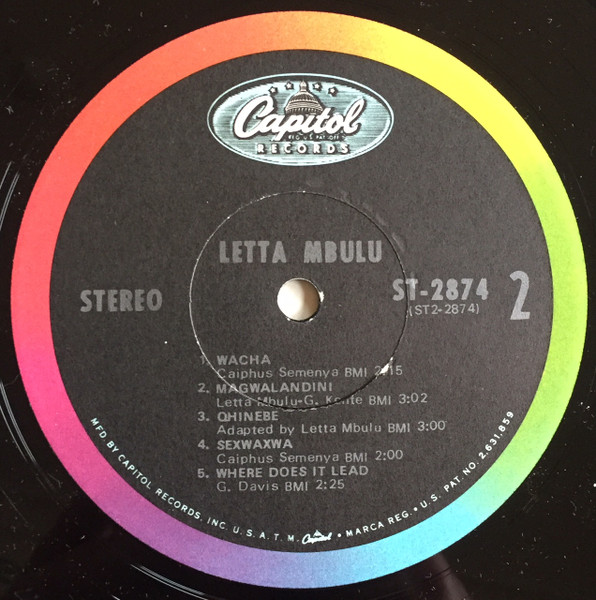 Capitol
REG. U.S. PAT. OFF.
RECORDS
LETTA MBULU
STEREO
ST-2874
(ST2-2874)
2
1. WACHA
Caiphus Semenya BMI 2:15
2. MAGWALANDINI
Letta Mbulu-G. Kente BMI 3:02
3. QHINEBE
Adapted by Letta Mbulu BMI 3:00
4. SEXWAXWA
Caiphus Semenya BMI 2:00
5. WHERE DOES IT LEAD
G. Davis BMI 2:25
MFD. BY CAPITOL RECORDS, INC. U.S.A. T.M. Capitol • MARCA REG. • U.S. PAT. NO. 2,631,859